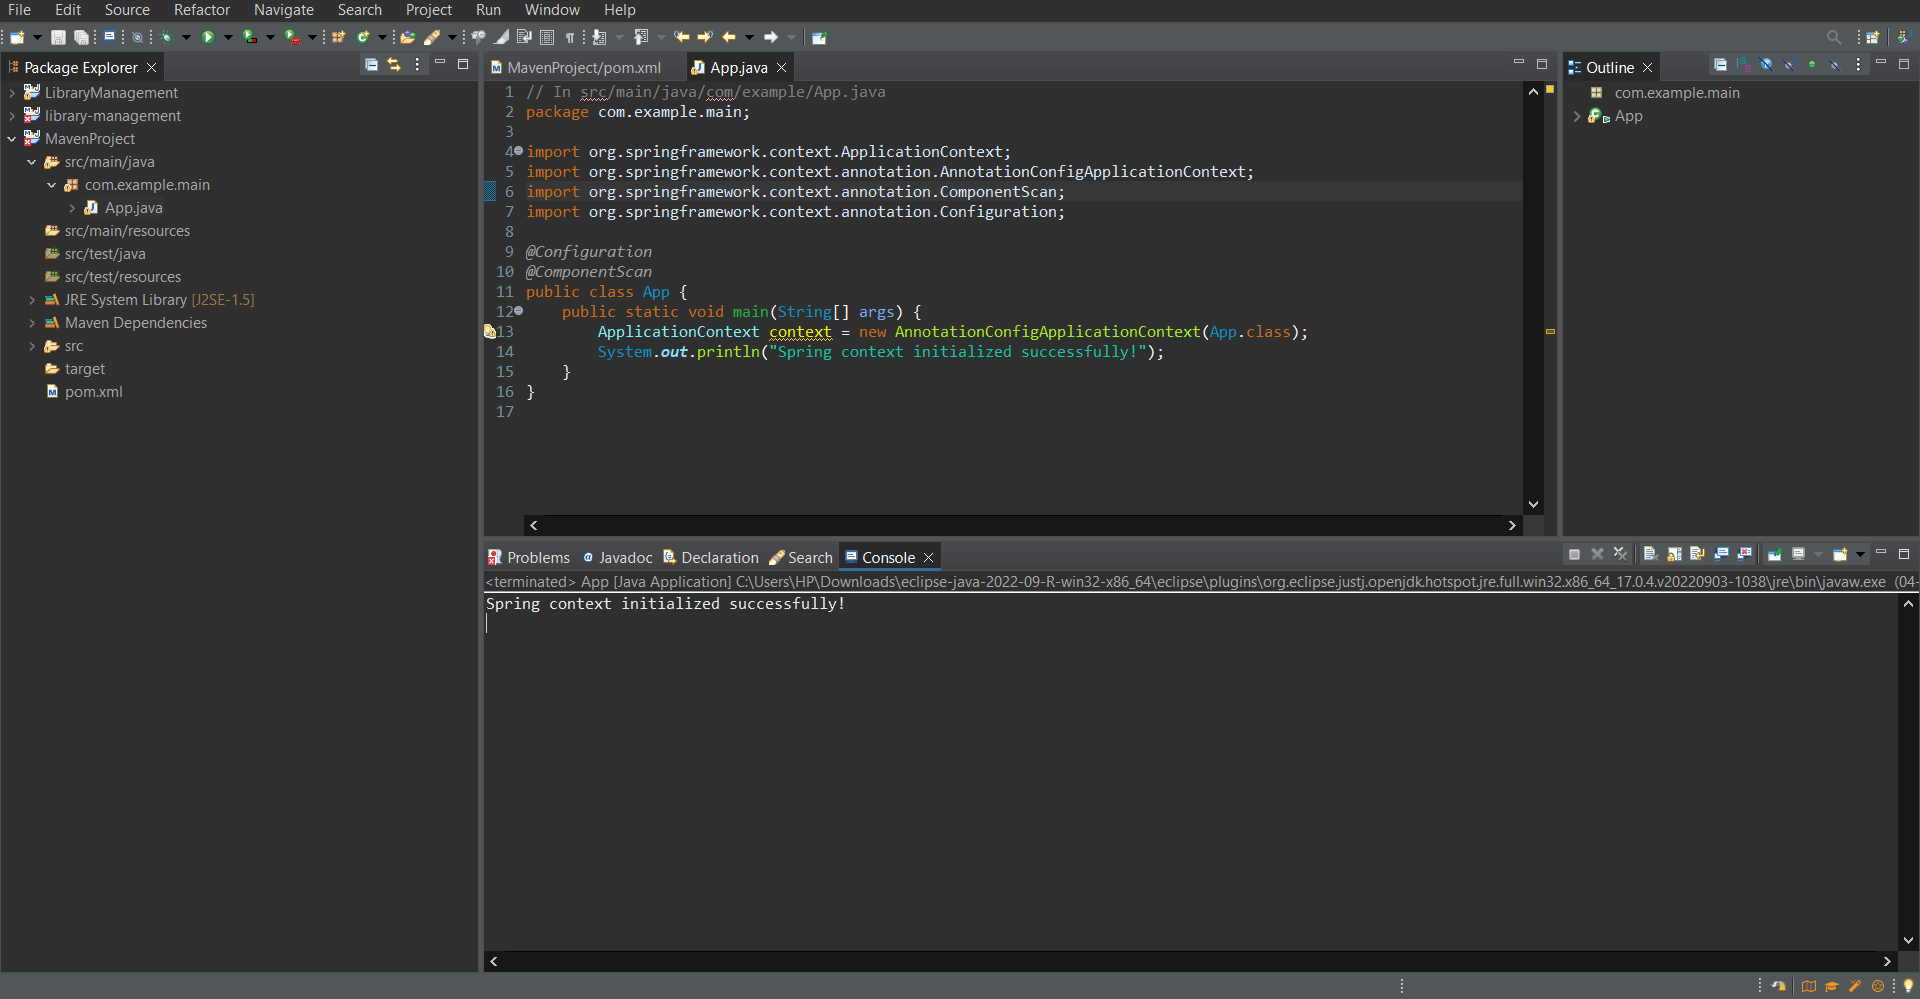 File Edit Source Refactor Navigate Search Project Run Window Help
Package Explorer
LibraryManagement
library-management
MavenProject
src/main/java
com.example.main
App.java
src/main/resources
src/test/java
src/test/resources
JRE System Library [J2SE-1.5]
Maven Dependencies
src
target
pom.xml
MavenProject/pom.xml App.java
1 // In src/main/java/com/example/App.java
2 package com.example.main;
3
4 import org.springframework.context.ApplicationContext;
5 import org.springframework.context.annotation.AnnotationConfigApplicationContext;
6 import org.springframework.context.annotation.ComponentScan;
7 import org.springframework.context.annotation.Configuration;
8
9 @Configuration
10 @ComponentScan
11 public class App {
12 public static void main(String[] args) {
13 ApplicationContext context = new AnnotationConfigApplicationContext(App.class);
14 System.out.println("Spring context initialized successfully!");
15 }
16 }
17
Outline
com.example.main
App
Problems Javadoc Declaration Search Console
<terminated> App [Java Application] C:\Users\HP\Downloads\eclipse-java-2022-09-R-win32-x86_64\eclipse\plugins\org.eclipse.justj.openjdk.hotspot.jre.full.win32.x86_64_17.0.4.v20220903-1038\jre\bin\javaw.exe (04-
Spring context initialized successfully!